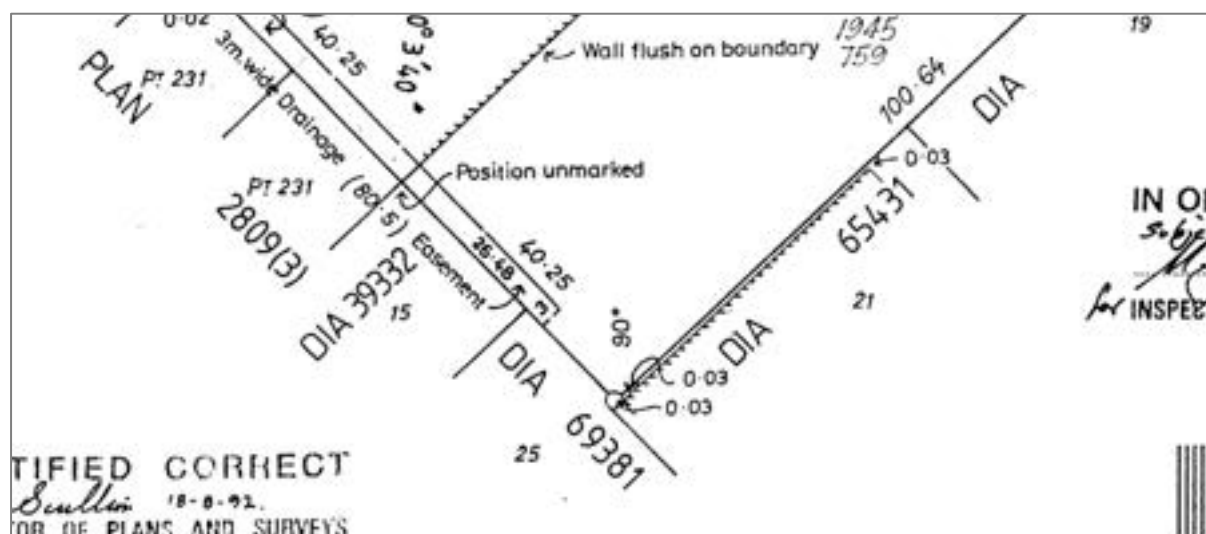 0·02
40·25
0°3'40"
Wall flush on boundary
1945
759
19
3m. wide Drainage (80·5) Easement
PLAN
PT 231
100·64
DIA
0·03
Position unmarked
PT 231
2809(3)
65431
IN
26·48
40·25
DIA 39332
15
3
21
for INSPE
90°
DIA
DIA
0·03
0·03
69381
25
TIFIED CORRECT
Scullin 18-8-92.
OR OF PLANS AND SURVEYS